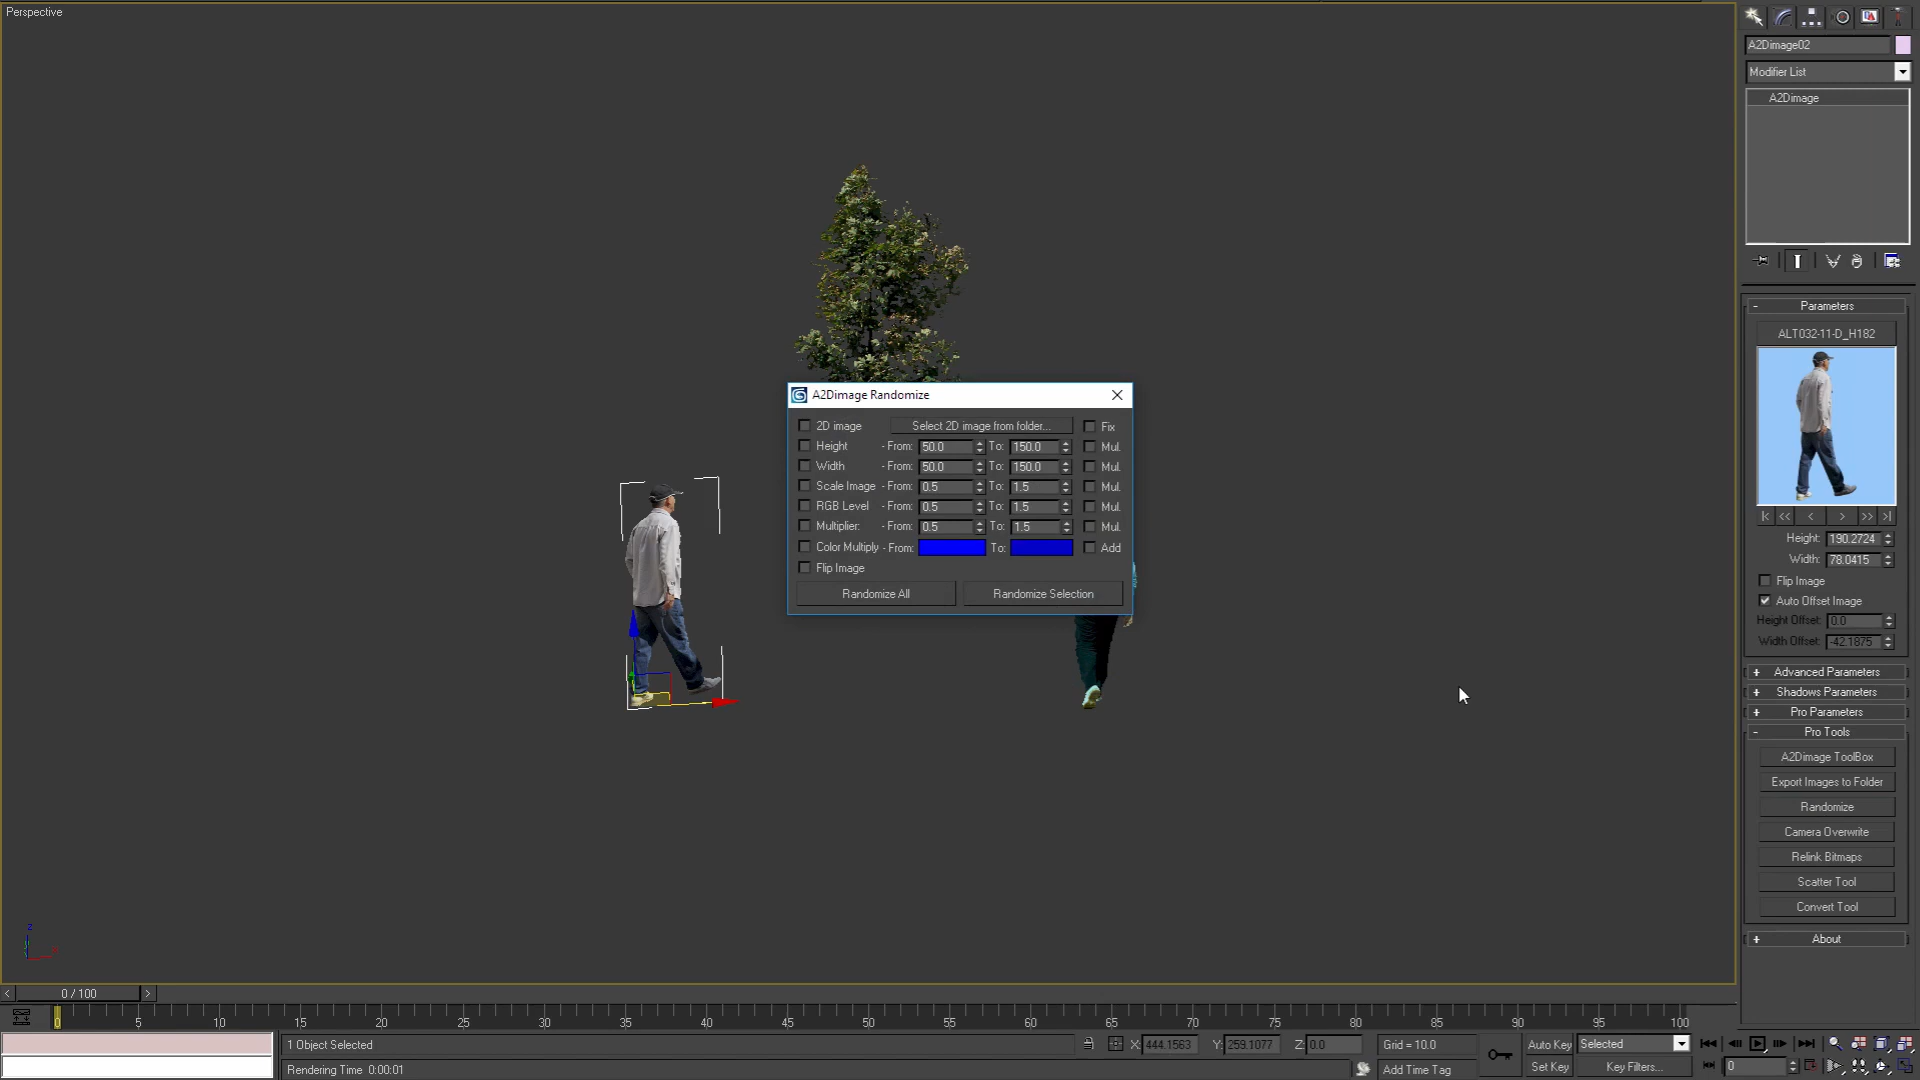 Perspective
A2Dimage02
Modifier List
A2Dimage
- Parameters
ALT032-11-D_H182
|< << < > >> >|
Height: 190.2724
Width: 78.0415
Flip Image
Auto Offset Image
Height Offset: 0.0
Width Offset: -42.1875
+ Advanced Parameters
+ Shadows Parameters
+ Pro Parameters
- Pro Tools
A2Dimage ToolBox
Export Images to Folder
Randomize
Camera Overwrite
Relink Bitmaps
Scatter Tool
Convert Tool
+ About
A2Dimage Randomize
2D image Select 2D image from folder... Fix
Height - From: 50.0 To: 150.0 Mul.
Width - From: 50.0 To: 150.0 Mul.
Scale Image - From: 0.5 To: 1.5 Mul.
RGB Level - From: 0.5 To: 1.5 Mul.
Multiplier: - From: 0.5 To: 1.5 Mul.
Color Multiply - From: To: Add
Flip Image
Randomize All Randomize Selection
z
< 0 / 100 >
0 5 10 15 20 25 30 35 40 45 50 55 60 65 70 75 80 85 90 95 100
1 Object Selected X: 444.1563 Y: 259.1077 Z: 0.0 Grid = 10.0 Auto Key Selected
Rendering Time 0:00:01 Add Time Tag Set Key Key Filters... 0